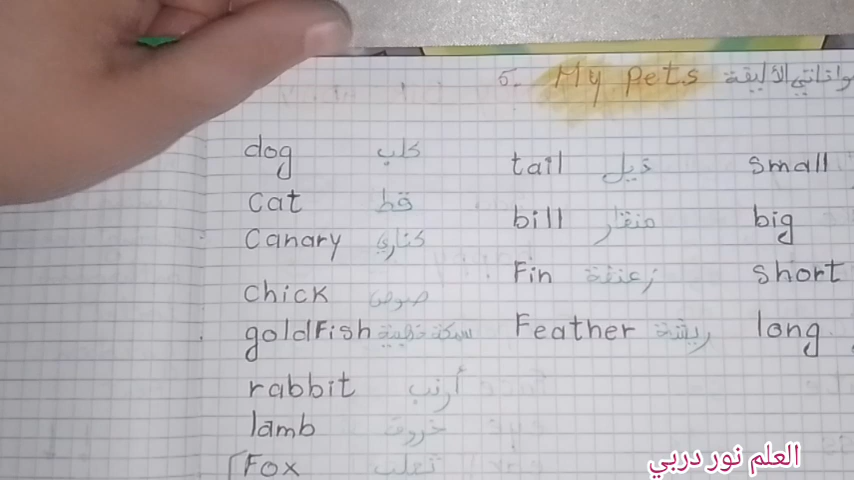 5. My pets الأليفة
dog كلب
cat قط
canary كناري
chick صوص
goldFish سمكة ذهبية
rabbit أرنب
lamb خروف
Fox ثعلب
tail ذيل
bill منقار
Fin زعنفة
Feather ريشة
small
big
short
long
العلم نور دربي